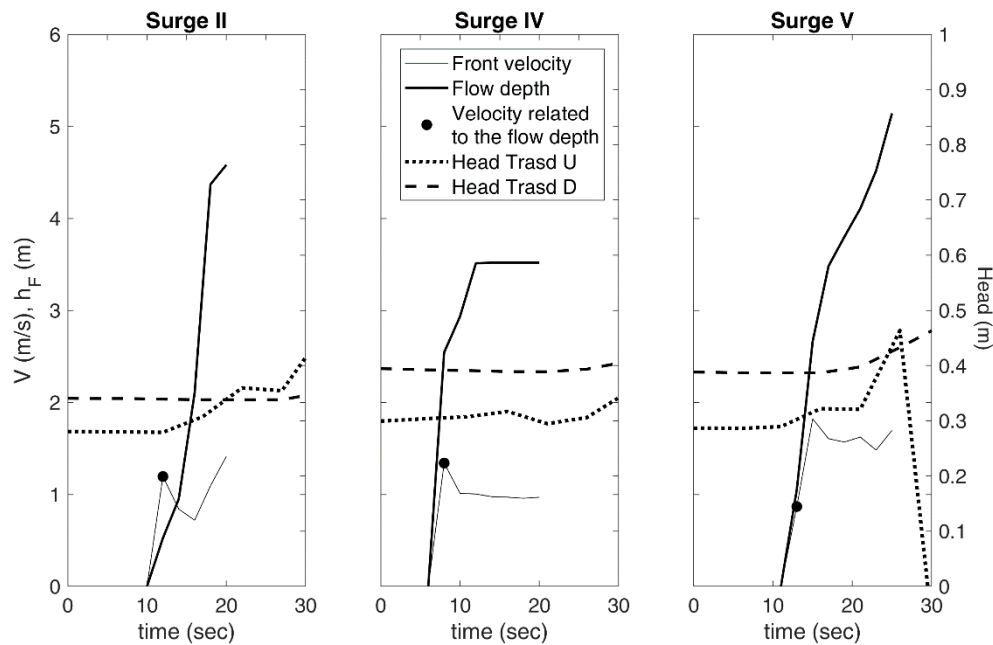 Surge II
Surge IV
Surge V
6
5
4
3
2
1
0
V (m/s), h_F (m)
0
10
20
30
time (sec)
Front velocity
Flow depth
Velocity related
to the flow depth
Head Trasd U
Head Trasd D
0
10
20
30
time (sec)
0
10
20
30
time (sec)
1
0.9
0.8
0.7
0.6
0.5
0.4
0.3
0.2
0.1
0
Head (m)